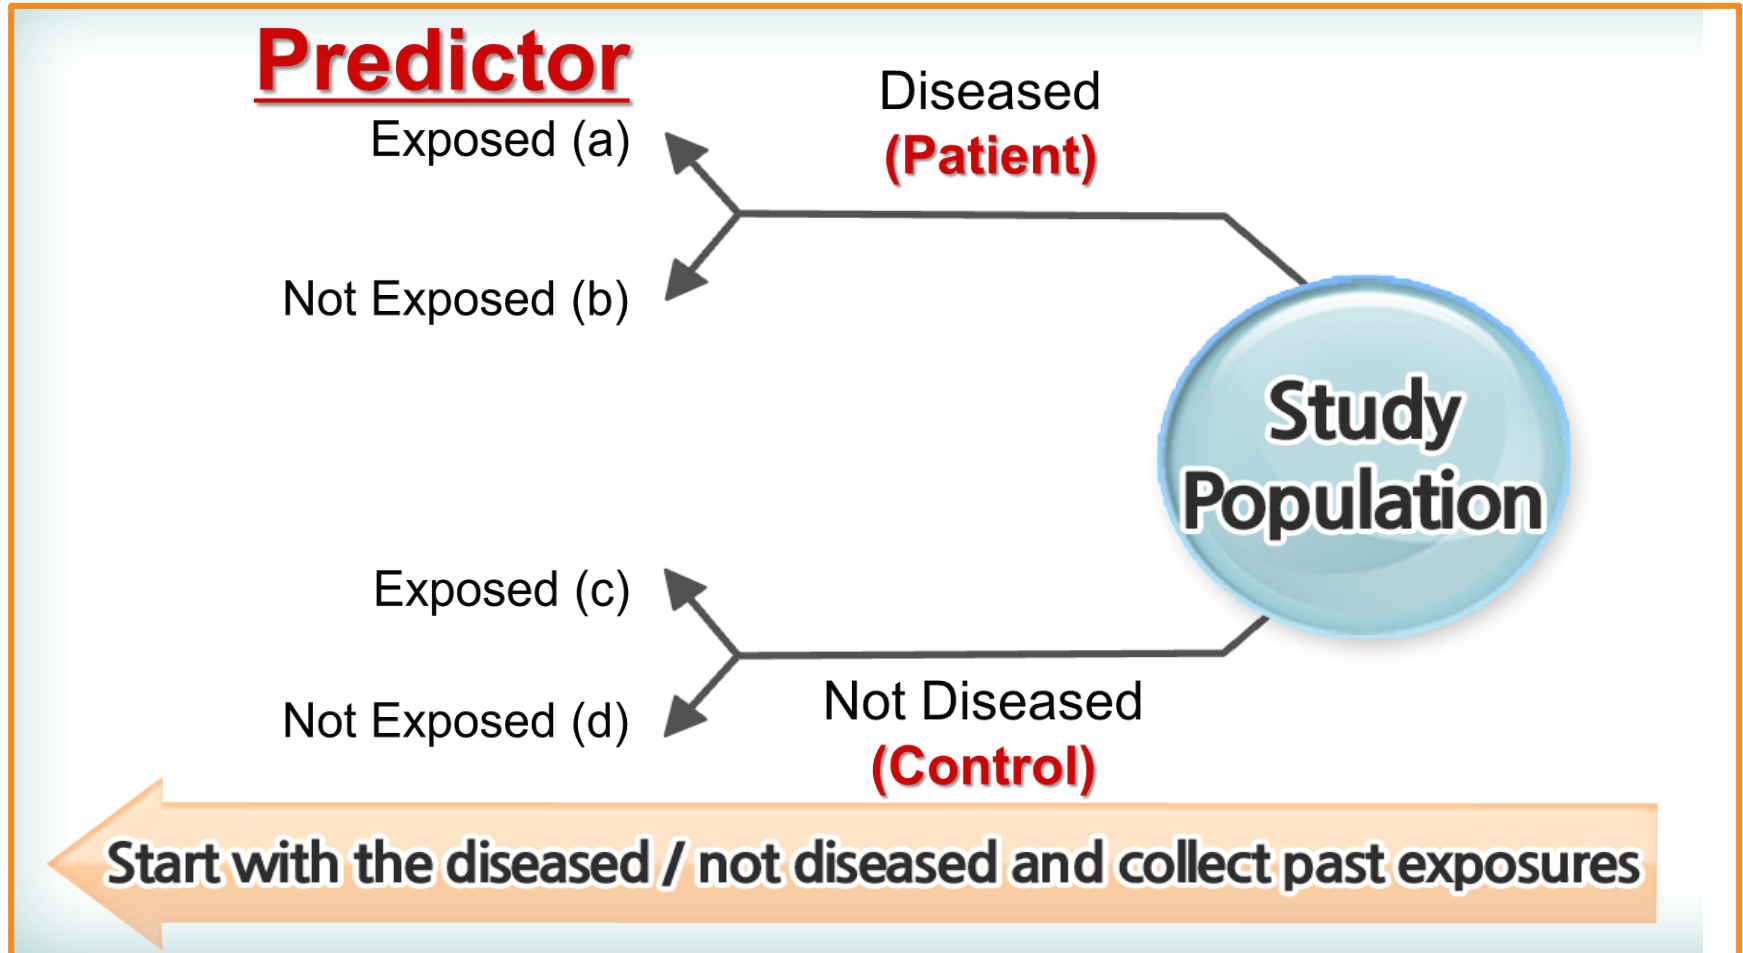 Predictor
Diseased
(Patient)
Exposed (a)
Not Exposed (b)
Study
Population
Exposed (c)
Not Exposed (d)
Not Diseased
(Control)
Start with the diseased / not diseased and collect past exposures